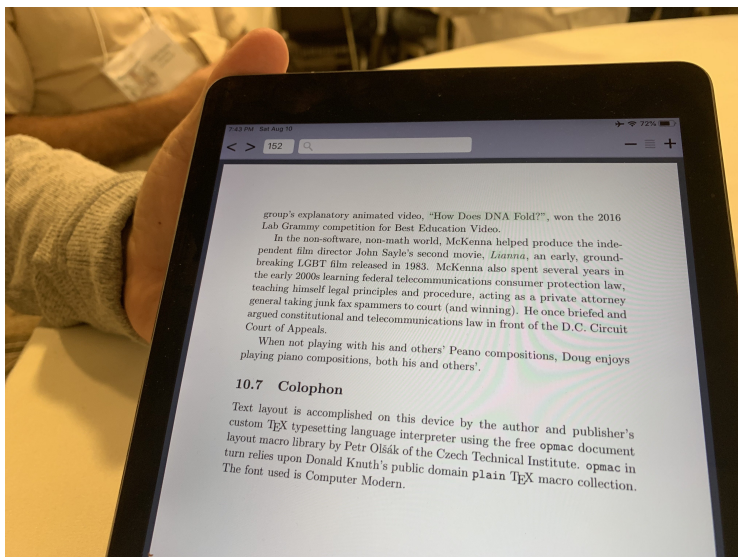 7:43 PM Sat Aug 10 72%
< > 152 − +
group's explanatory animated video, “How Does DNA Fold?”, won the 2016
Lab Grammy competition for Best Education Video.
In the non-software, non-math world, McKenna helped produce the inde-
pendent film director John Sayle's second movie, Lianna, an early, ground-
breaking LGBT film released in 1983. McKenna also spent several years in
the early 2000s learning federal telecommunications consumer protection law,
teaching himself legal principles and procedure, acting as a private attorney
general taking junk fax spammers to court (and winning). He once briefed and
argued constitutional and telecommunications law in front of the D.C. Circuit
Court of Appeals.
When not playing with his and others' Peano compositions, Doug enjoys
playing piano compositions, both his and others'.
10.7 Colophon
Text layout is accomplished on this device by the author and publisher's
custom TEX typesetting language interpreter using the free opmac document
layout macro library by Petr Olšák of the Czech Technical Institute. opmac in
turn relies upon Donald Knuth's public domain plain TEX macro collection.
The font used is Computer Modern.